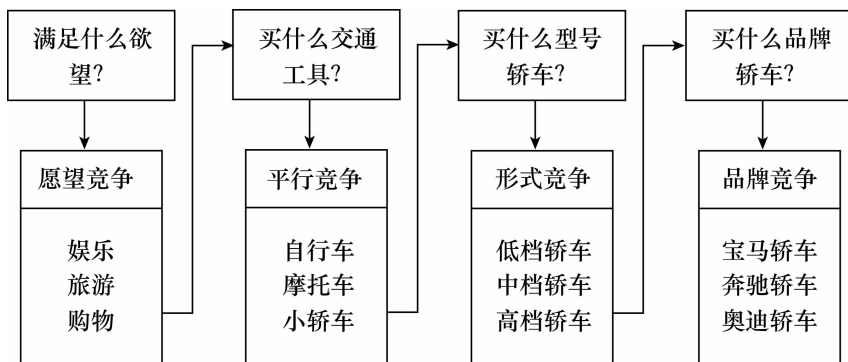 满足什么欲
望?
愿望竞争
娱乐
旅游
购物
买什么交通
工具?
平行竞争
自行车
摩托车
小轿车
买什么型号
轿车?
形式竞争
低档轿车
中档轿车
高档轿车
买什么品牌
轿车?
品牌竞争
宝马轿车
奔驰轿车
奥迪轿车